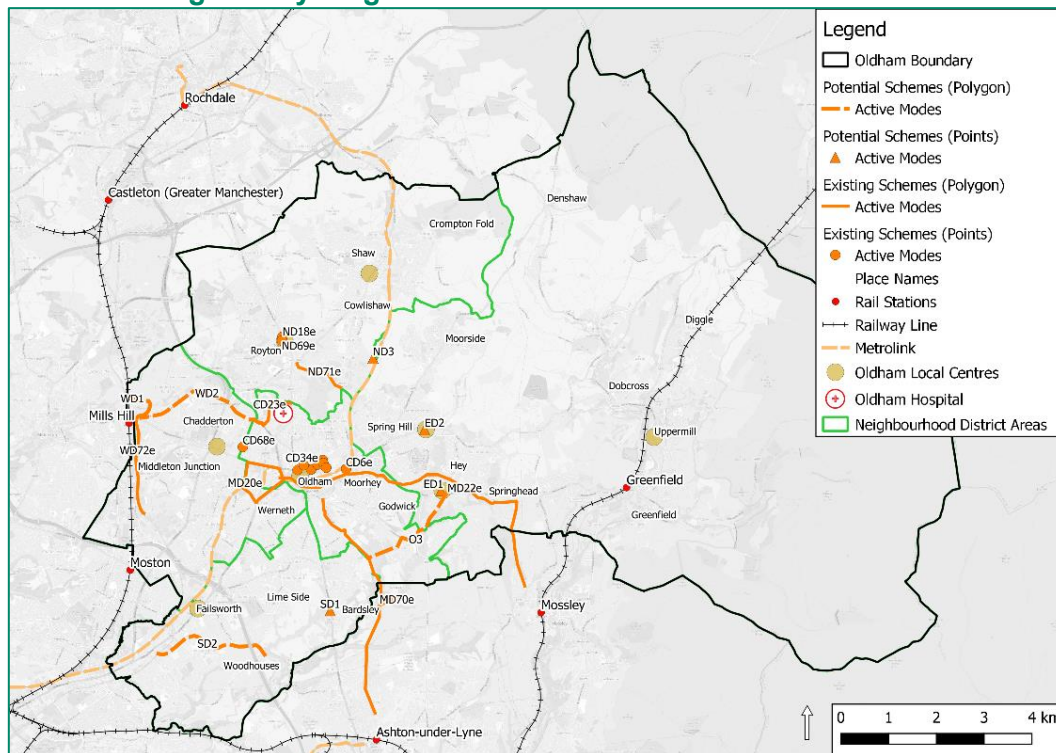 Legend
Oldham Boundary
Potential Schemes (Polygon)
Active Modes
Potential Schemes (Points)
Active Modes
Existing Schemes (Polygon)
Active Modes
Existing Schemes (Points)
Active Modes
Place Names
Rail Stations
Railway Line
Metrolink
Oldham Local Centres
Oldham Hospital
Neighbourhood District Areas
Rochdale
Castleton (Greater Manchester)
Denshaw
Crompton Fold
Shaw
Cowlishaw
Diggle
ND18e
ND69e
Royton
Moorside
ND3
ND71e
Dobcross
WD1
WD2
CD23e
Mills Hill
Chadderton
Spring Hill
ED2
Uppermill
CD68e
WD72e
Middleton Junction
CD34e
CD6e
Hey
MD20e
Oldham
Moorhey
ED1
MD22e
Springhead
Greenfield
Werneth
Godwick
Greenfield
O3
Moston
Lime Side
SD1
Bardsley
MD70e
Failsworth
Mossley
SD2
Woodhouses
Ashton-under-Lyne
0 1 2 3 4 km